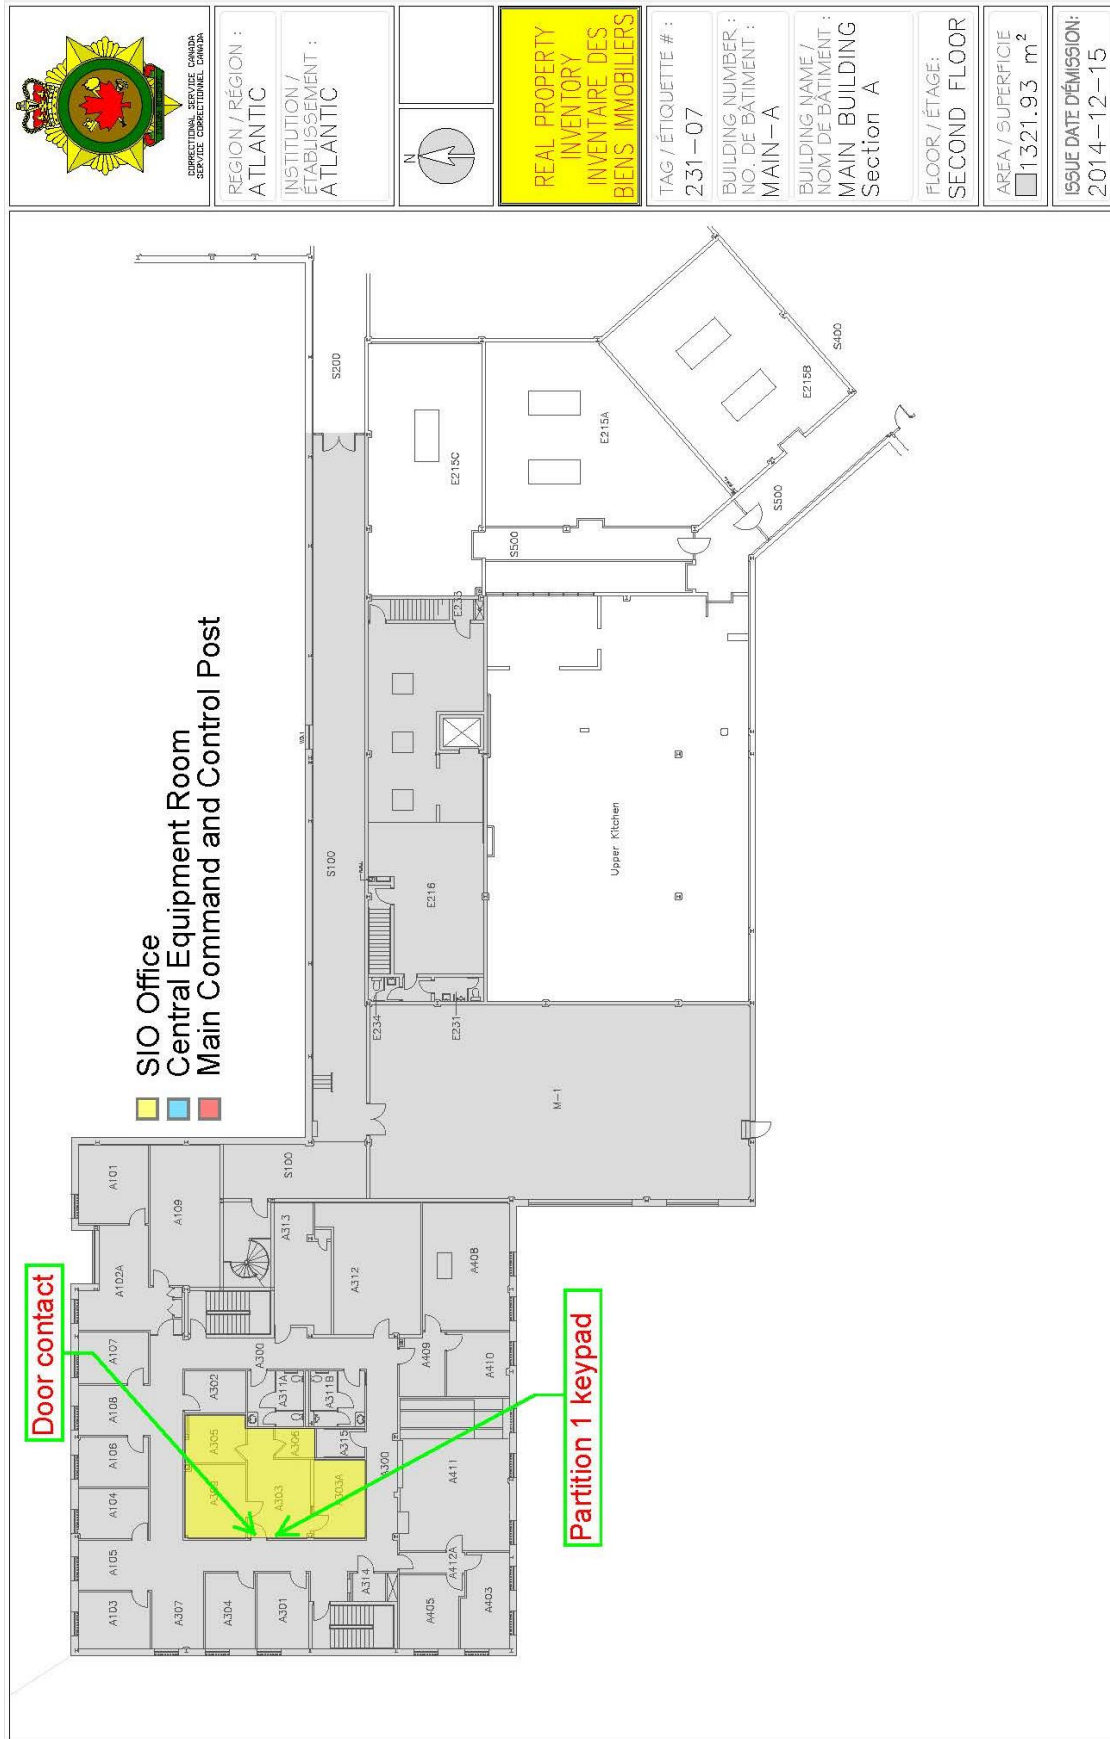 CORRECTIONAL SERVICE CANADA
SERVICE CORRECTIONNEL CANADA
REGION / RÉGION :
ATLANTIC
INSTITUTION /
ÉTABLISSEMENT :
ATLANTIC
N
REAL PROPERTY
INVENTORY
INVENTAIRE DES
BIENS IMMOBILIERS
TAG / ÉTIQUETTE # :
231-07
BUILDING NUMBER :
NO. DE BÂTIMENT :
MAIN-A
BUILDING NAME /
NOM DE BÂTIMENT :
MAIN BUILDING
Section A
FLOOR / ÉTAGE:
SECOND FLOOR
AREA / SUPERFICIE
1321.93 m²
ISSUE DATE D'ÉMISSION:
2014-12-15
SIO Office
Central Equipment Room
Main Command and Control Post
Door contact
Partition 1 keypad
A103
A105
A104
A106
A108
A107
A102A
A101
A109
A307
A304
A301
A314
A305
A303
A306
A303A
A302
A300
A311A
A311B
A315
A300
A313
A312
A405
A403
A412A
A411
A409
A410
A408
S100
S100
S200
M-1
E234
E231
E216
E233
Upper Kitchen
E215C
E215A
E215B
S500
S500
S400